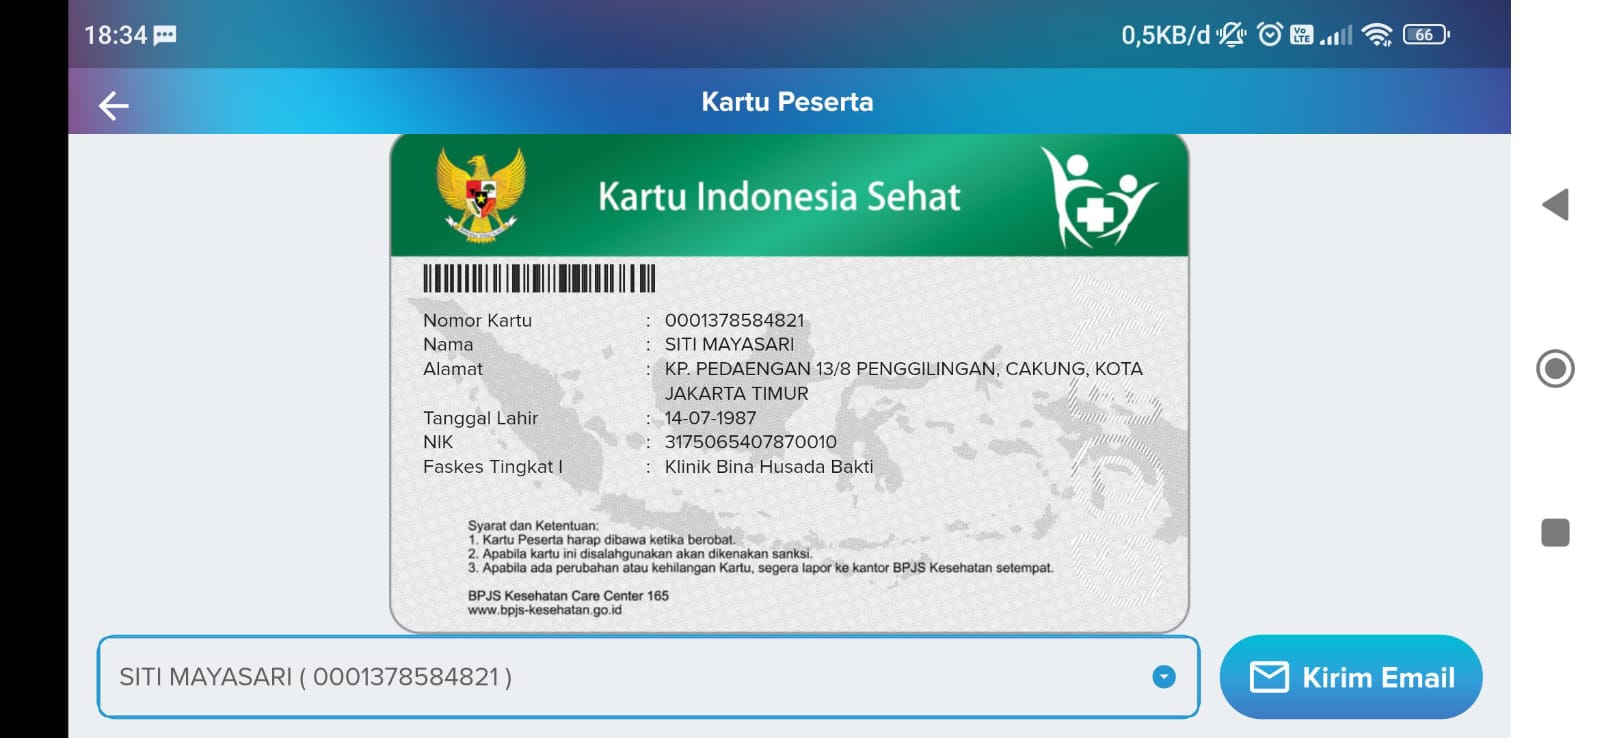 18:34
0,5KB/d Vo LTE 66
Kartu Peserta
Kartu Indonesia Sehat
Nomor Kartu : 0001378584821
Nama : SITI MAYASARI
Alamat : KP. PEDAENGAN 13/8 PENGGILINGAN, CAKUNG, KOTA
JAKARTA TIMUR
Tanggal Lahir : 14-07-1987
NIK : 3175065407870010
Faskes Tingkat I : Klinik Bina Husada Bakti
Syarat dan Ketentuan:
1. Kartu Peserta harap dibawa ketika berobat.
2. Apabila kartu ini disalahgunakan akan dikenakan sanksi.
3. Apabila ada perubahan atau kehilangan Kartu, segera lapor ke kantor BPJS Kesehatan setempat.
BPJS Kesehatan Care Center 165
www.bpjs-kesehatan.go.id
SITI MAYASARI ( 0001378584821 )
Kirim Email